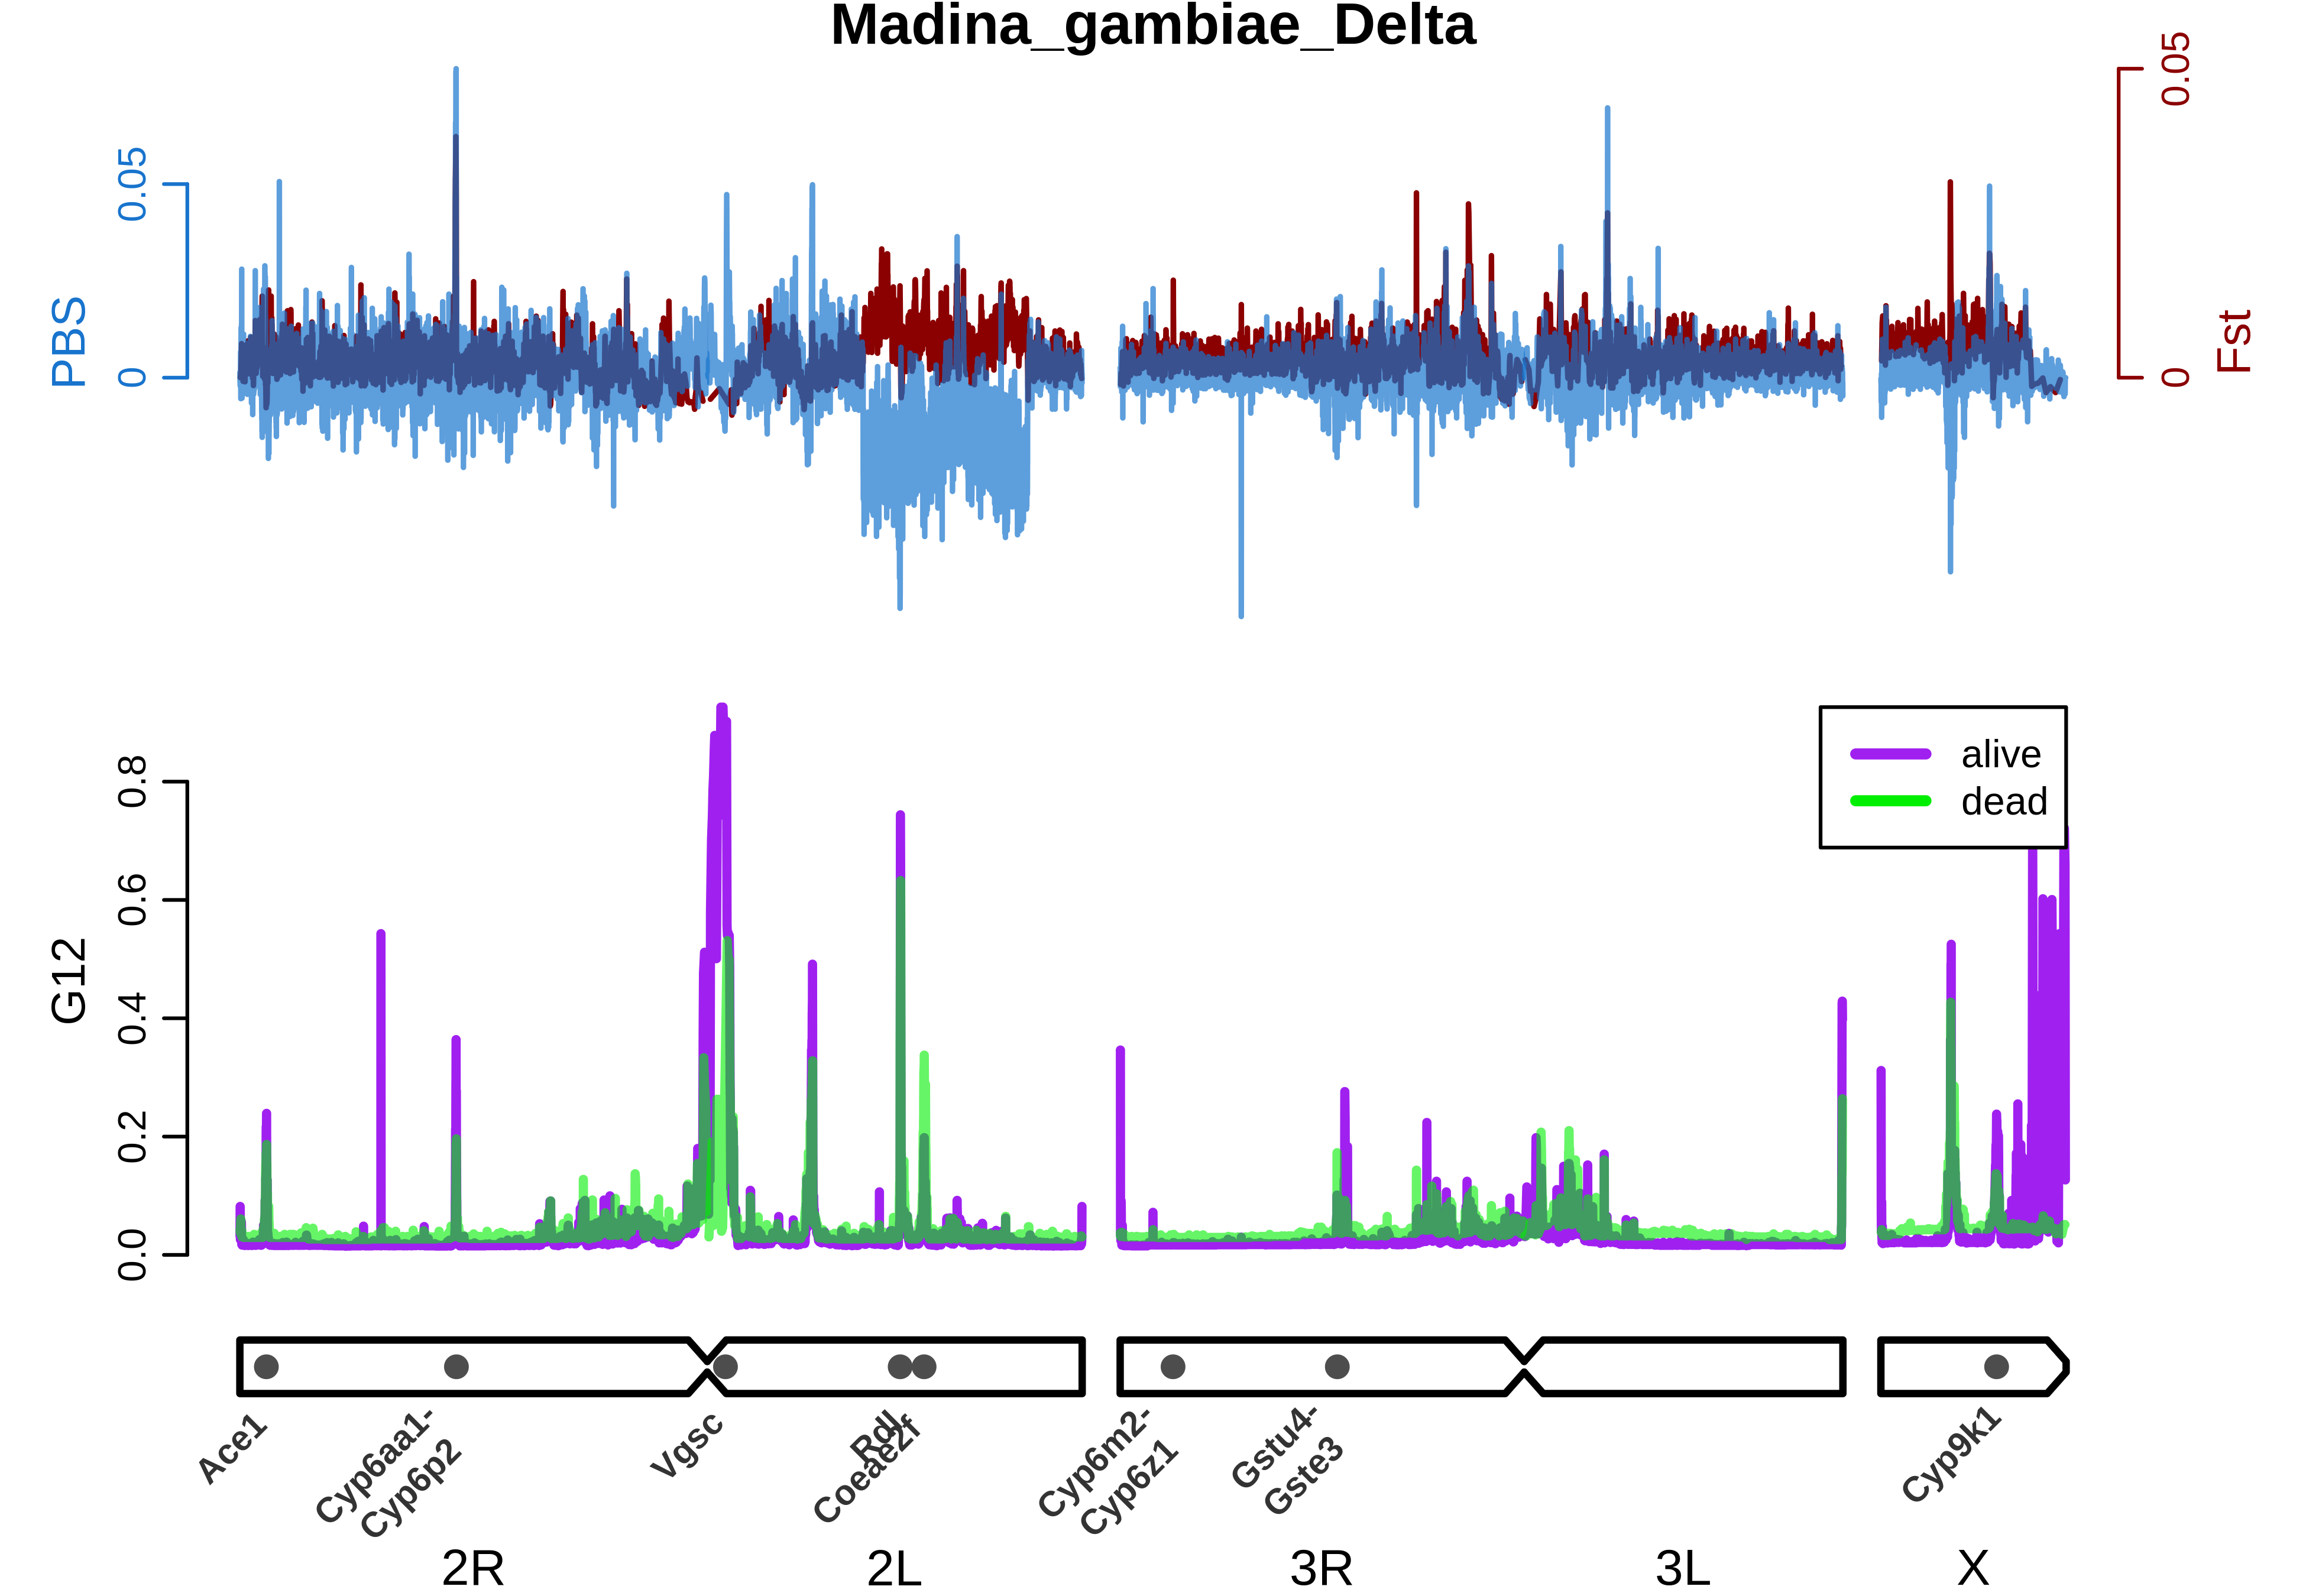 Madina_gambiae_Delta
PBS
0
0.05
Fst
0
0.05
G12
0.0
0.2
0.4
0.6
0.8
alive
dead
Ace1
Cyp6aa1-
Cyp6p2
Vgsc
Rdl
Coeae2f
Cyp6m2-
Cyp6z1
Gstu4-
Gste3
Cyp9k1
2R
2L
3R
3L
X